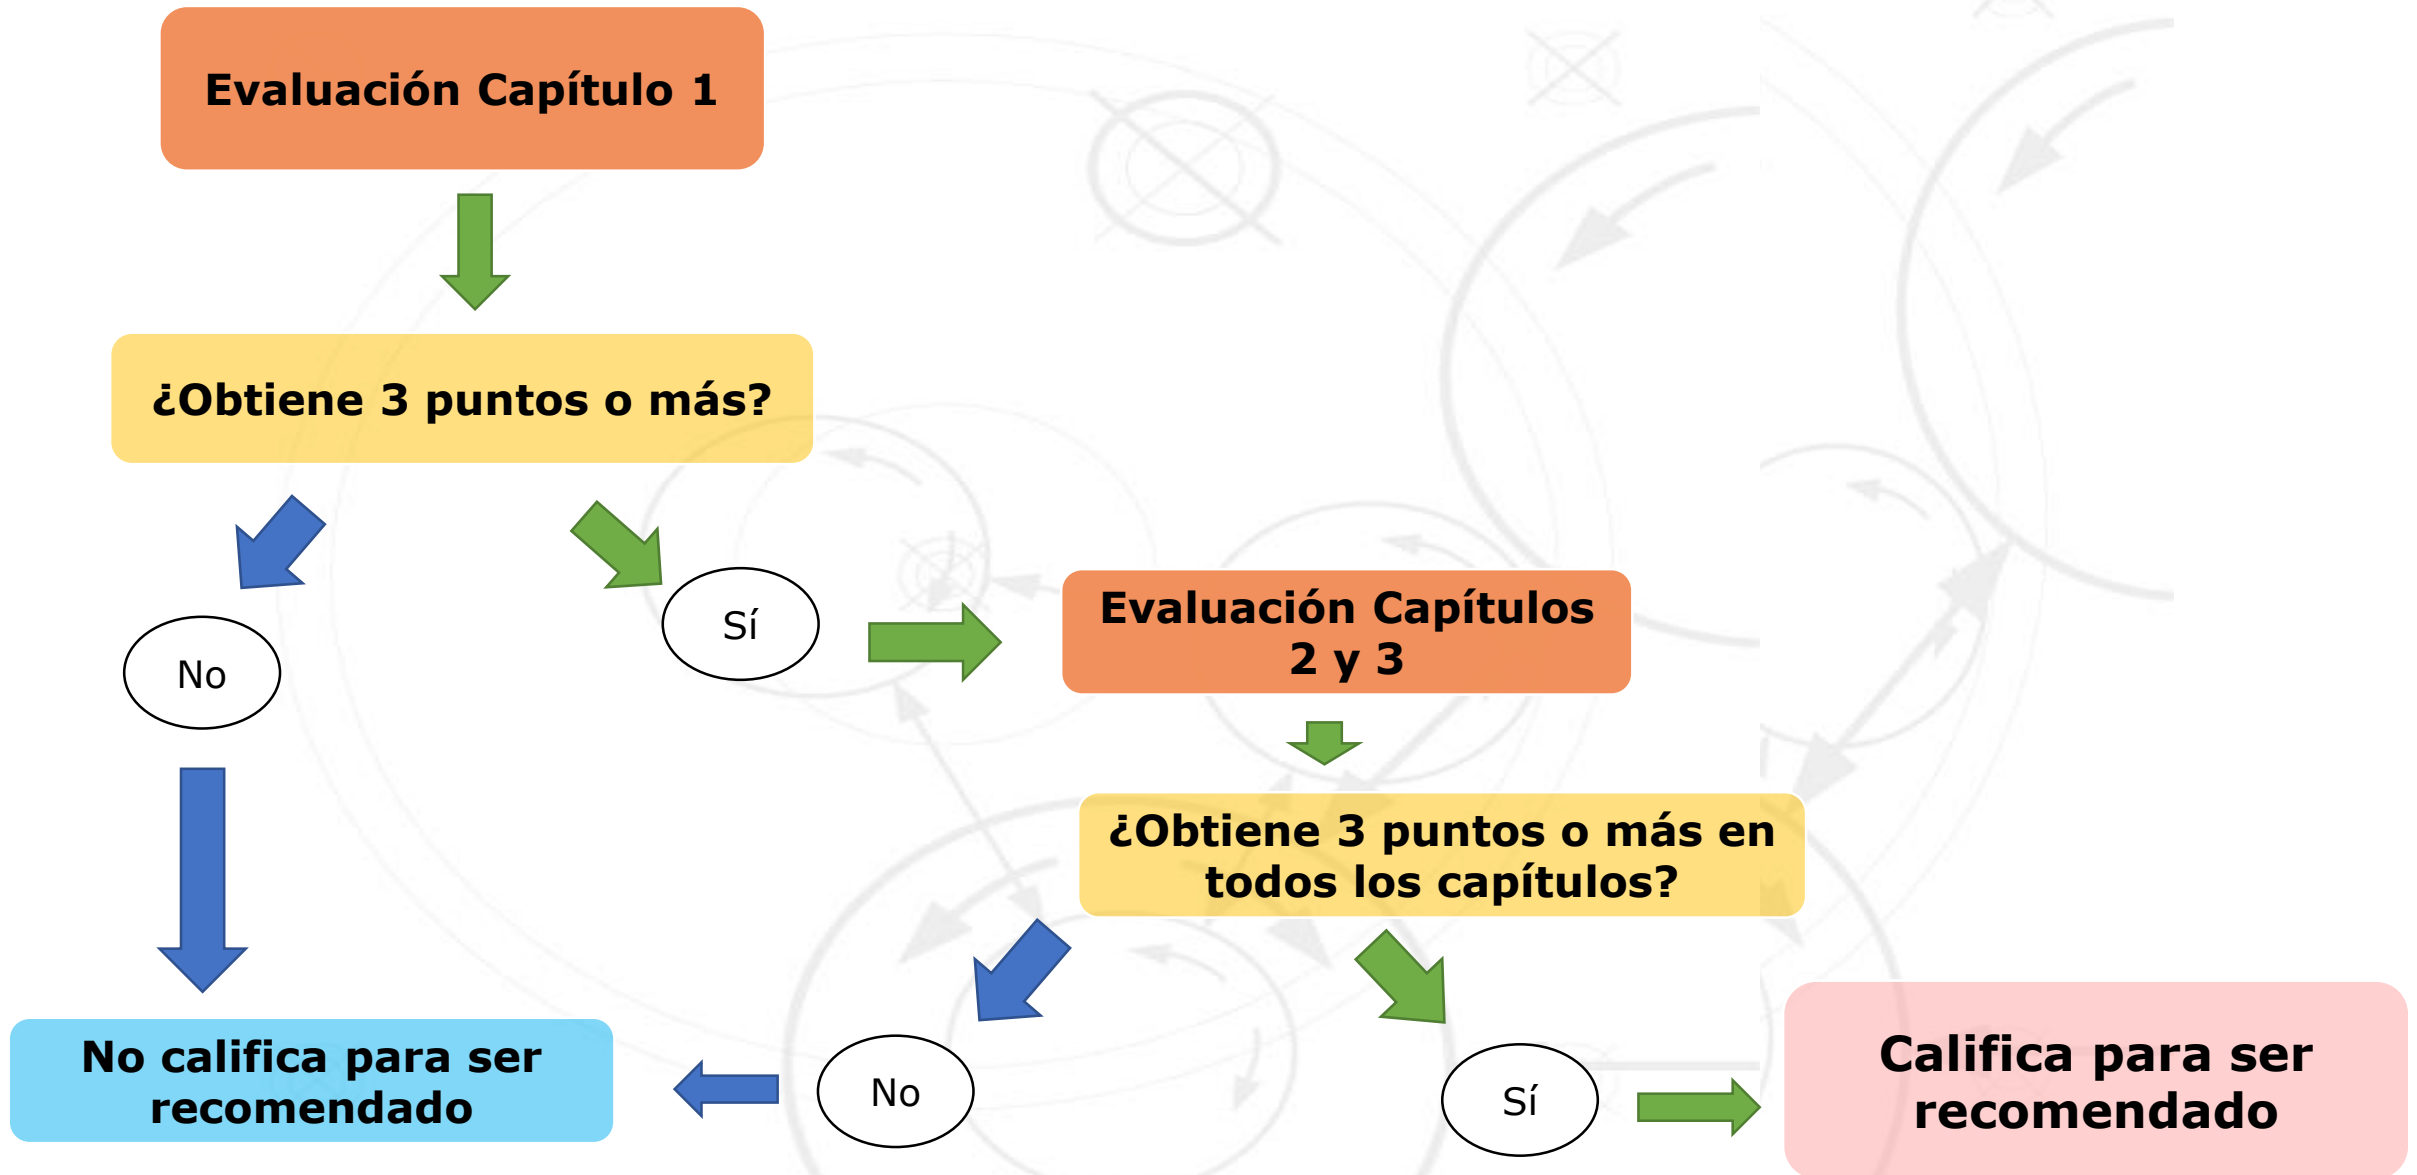 Evaluación Capítulo 1
¿Obtiene 3 puntos o más?
No
Sí
Evaluación Capítulos
2 y 3
¿Obtiene 3 puntos o más en
todos los capítulos?
No
Sí
No califica para ser
recomendado
Califica para ser
recomendado